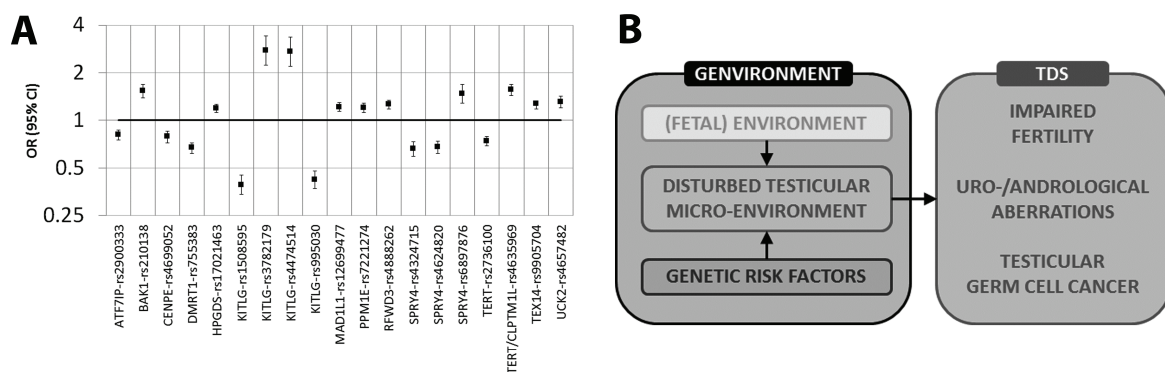 A
OR (95% CI)
4
2
1
0.5
0.25
ATF7IP-rs2900333
BAK1-rs210138
CENPE-rs4699052
DMRT1-rs755383
HPGDS-rs17021463
KITLG-rs1508595
KITLG-rs3782179
KITLG-rs4474514
KITLG-rs995030
MAD1L1-rs12699477
PPM1E-rs7221274
RFWD3-rs4888262
SPRY4-rs4324715
SPRY4-rs4624820
SPRY4-rs6897876
TERT-rs2736100
TERT/CLPTM1L-rs4635969
TEX14-rs9905704
UCK2-rs4657482
B
GENVIRONMENT
(FETAL) ENVIRONMENT
DISTURBED TESTICULAR
MICRO-ENVIRONMENT
GENETIC RISK FACTORS
TDS
IMPAIRED
FERTILITY
URO-/ANDROLOGICAL
ABERRATIONS
TESTICULAR
GERM CELL CANCER